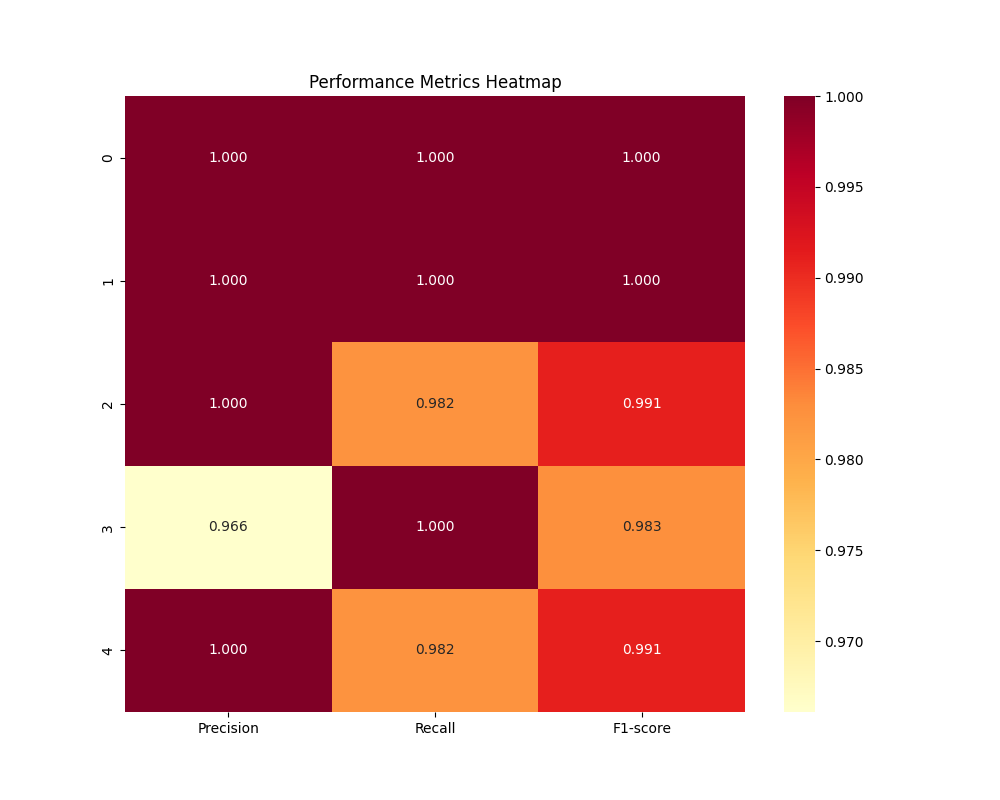 Performance Metrics Heatmap
0 1.000 1.000 1.000
1 1.000 1.000 1.000
2 1.000 0.982 0.991
3 0.966 1.000 0.983
4 1.000 0.982 0.991
Precision Recall F1-score
1.000
0.995
0.990
0.985
0.980
0.975
0.970